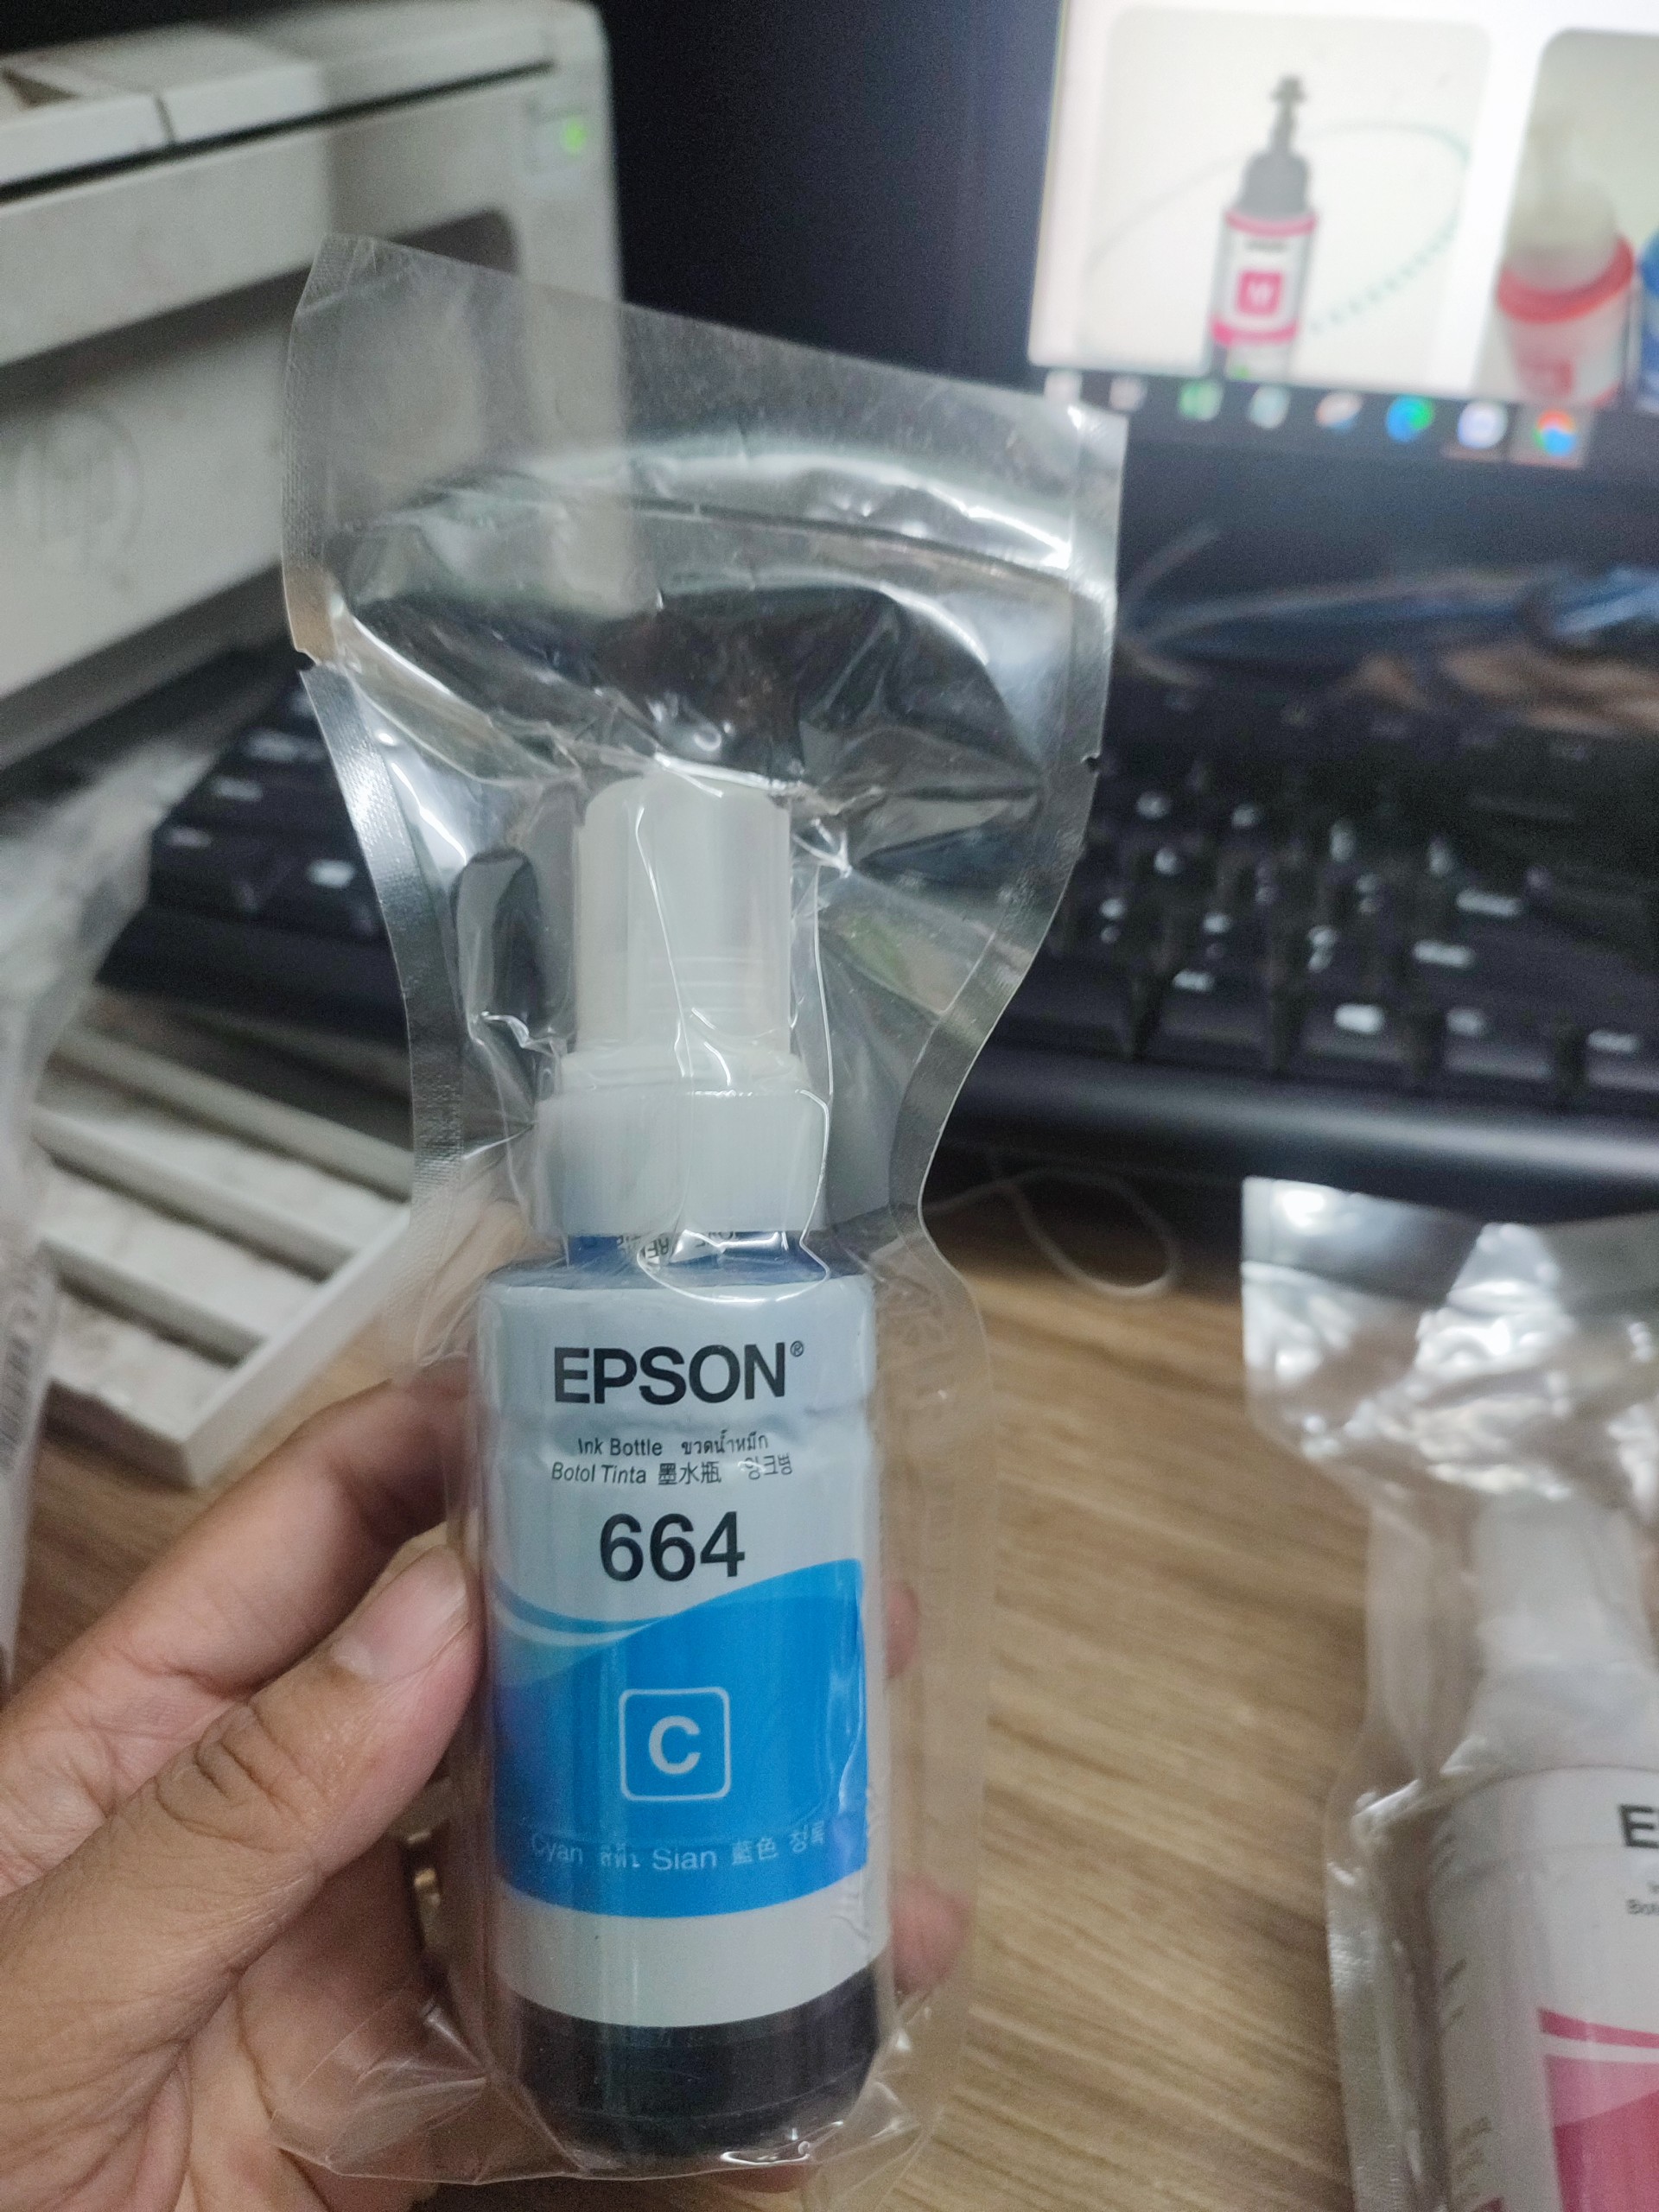 EPSON®
Ink Bottle ขวดน้ำหมึก
Botol Tinta 墨水瓶 잉크병
664
C
Cyan สีฟ้า Sian 藍色 청록